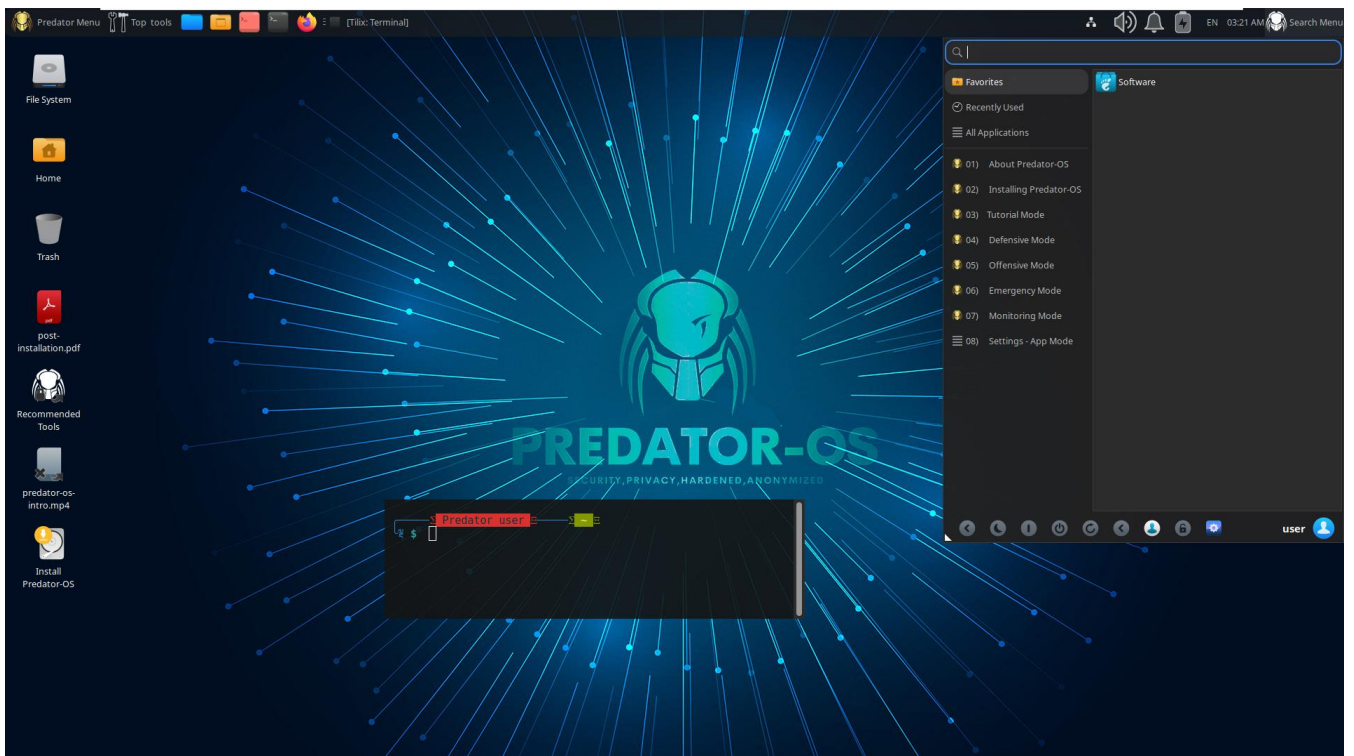 Predator Menu
Top tools
[Tilix: Terminal]
EN 03:21 AM
Search Menu
File System
Home
Trash
post-
installation.pdf
Recommended
Tools
predator-os-
intro.mp4
Install
Predator-OS
PREDATOR-OS
SECURITY,PRIVACY,HARDENED,ANONYMIZED
Predator user
~
$
Favorites
Recently Used
All Applications
01) About Predator-OS
02) Installing Predator-OS
03) Tutorial Mode
04) Defensive Mode
05) Offensive Mode
06) Emergency Mode
07) Monitoring Mode
08) Settings - App Mode
Software
user